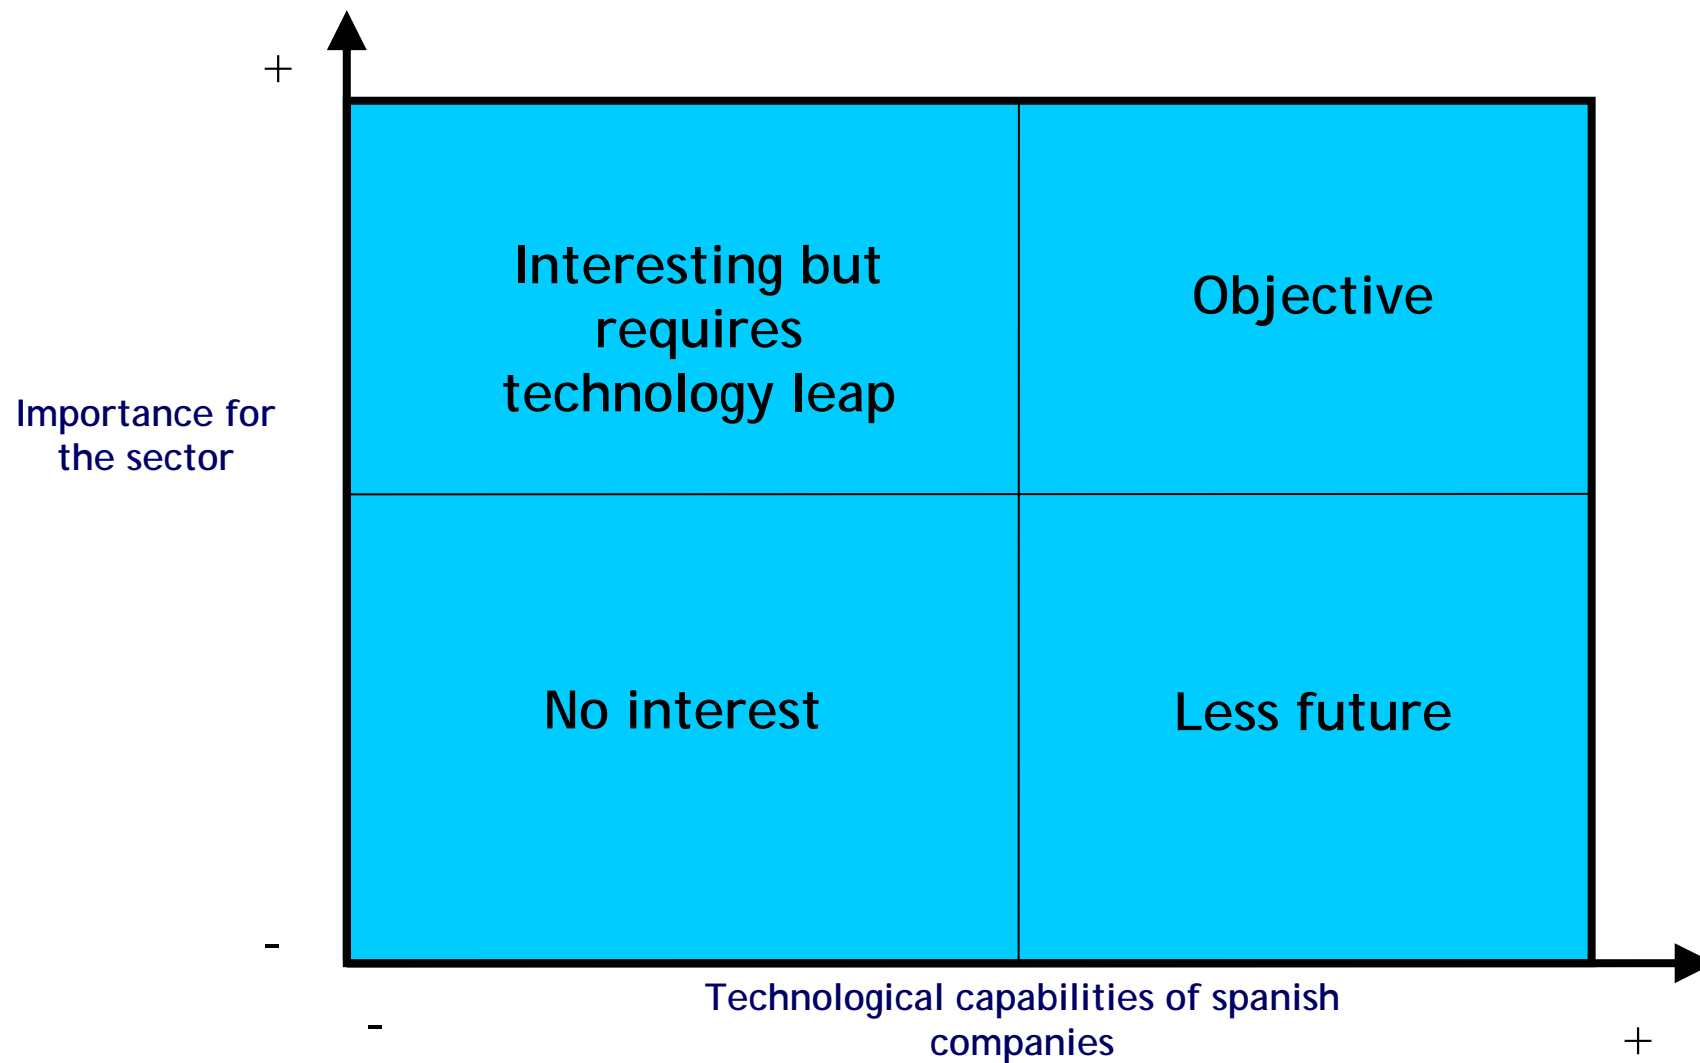 +
Interesting but
requires
technology leap
Objective
Importance for
the sector
No interest
Less future
-
Technological capabilities of spanish
companies
-
+